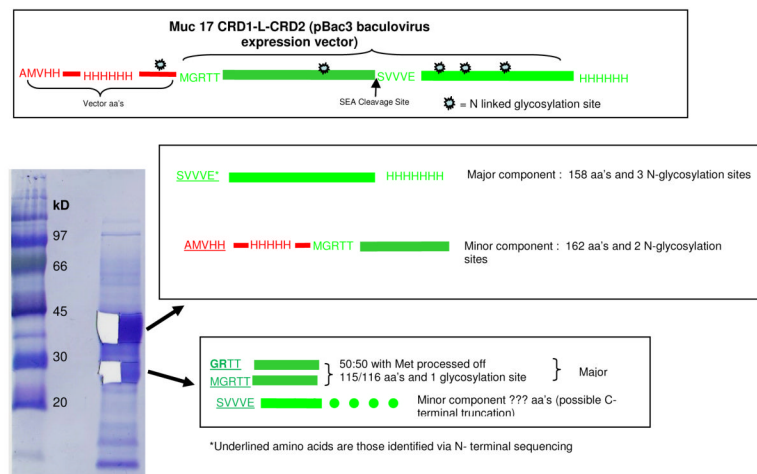 Muc 17 CRD1-L-CRD2 (pBac3 baculovirus
expression vector)
AMVHH HHHHHH MGRTT SVVVE HHHHHH
Vector aa's
SEA Cleavage Site
= N linked glycosylation site
kD
97
66
45
30
20
SVVVE* HHHHHHH Major component : 158 aa's and 3 N-glycosylation sites
AMVHH HHHHH MGRTT Minor component : 162 aa's and 2 N-glycosylation
sites
GRTT 50:50 with Met processed off
MGRTT 115/116 aa's and 1 glycosylation site
Major
SVVVE Minor component ??? aa's (possible C-
terminal truncation)
*Underlined amino acids are those identified via N- terminal sequencing